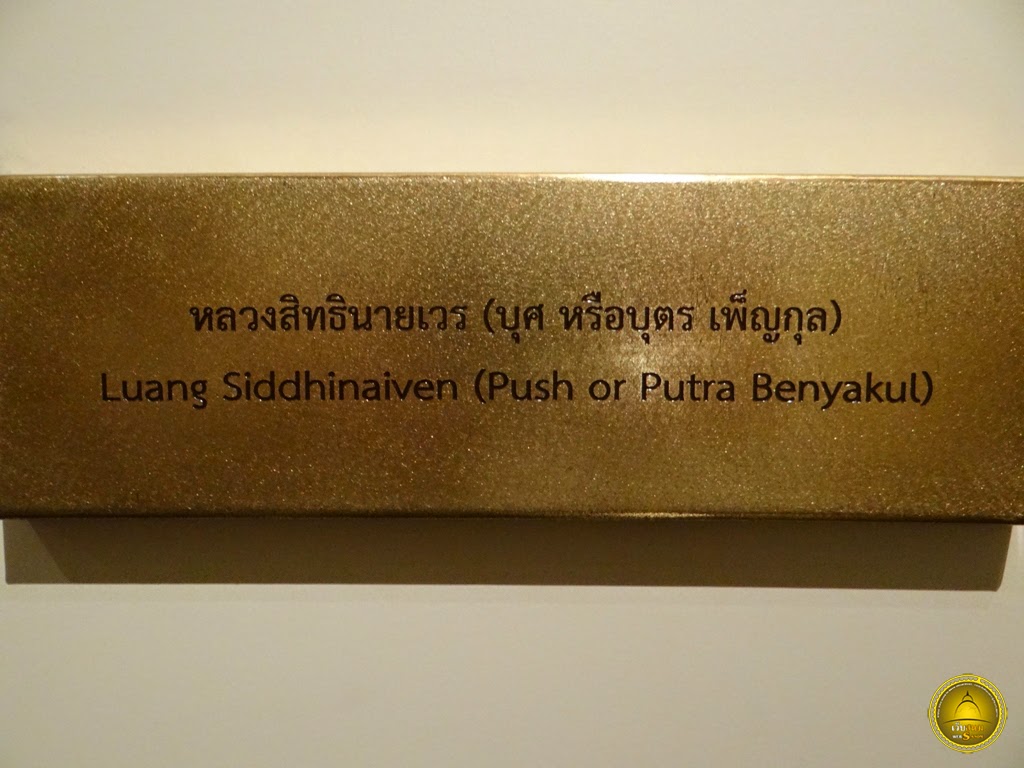 หลวงสิทธินายเวร (บุศ หรือบุตร เพ็ญกุล)
Luang Siddhinaiven (Push or Putra Benyakul)